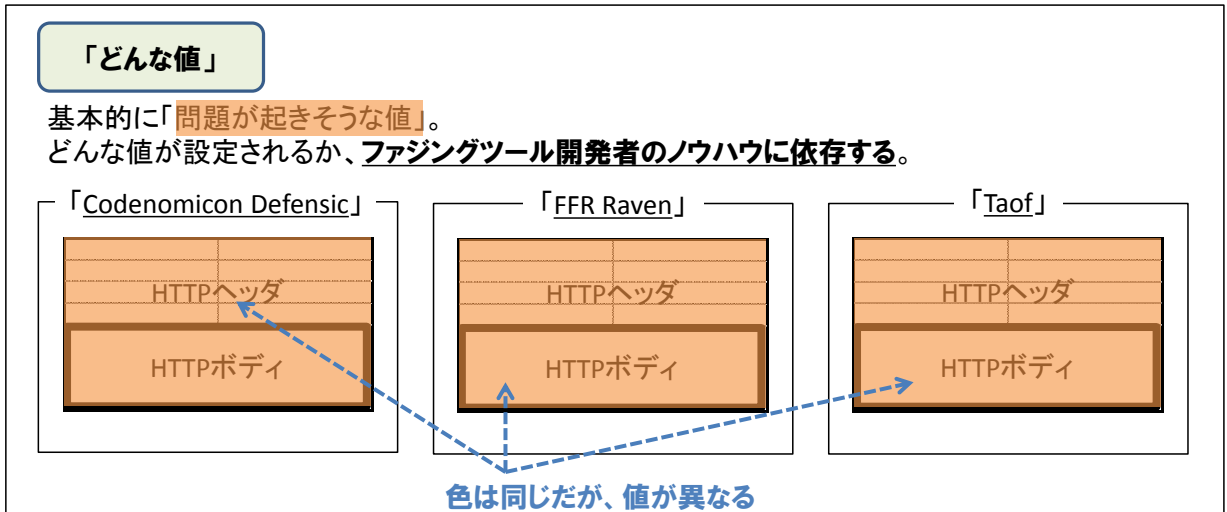 「どんな値」
基本的に「問題が起きそうな値」。
どんな値が設定されるか、ファジングツール開発者のノウハウに依存する。
「Codenomicon Defensic」
「FFR Raven」
「Taof」
HTTPヘッダ
HTTPヘッダ
HTTPヘッダ
HTTPボディ
HTTPボディ
HTTPボディ
色は同じだが、値が異なる